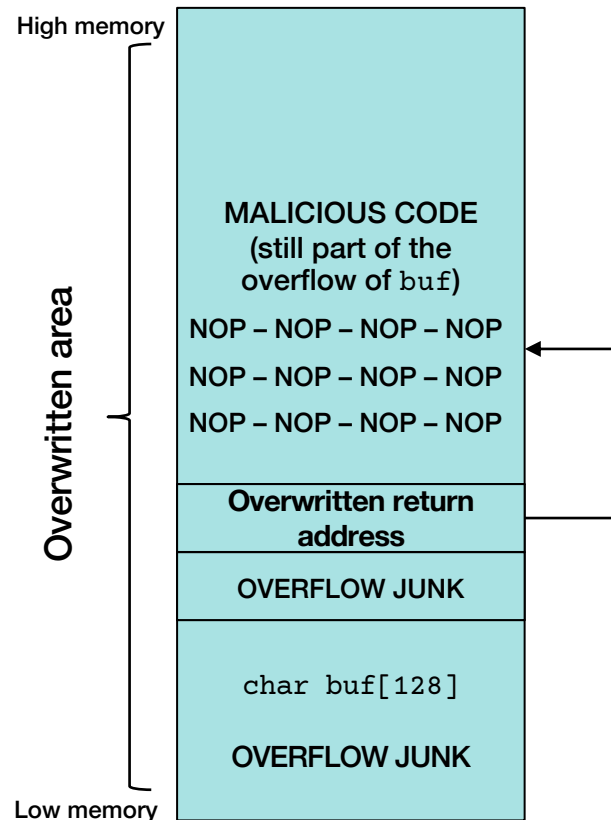 High memory
MALICIOUS CODE
(still part of the
overflow of buf)
NOP – NOP – NOP – NOP
NOP – NOP – NOP – NOP
NOP – NOP – NOP – NOP
Overwritten area
Overwritten return
address
OVERFLOW JUNK
char buf[128]
OVERFLOW JUNK
Low memory